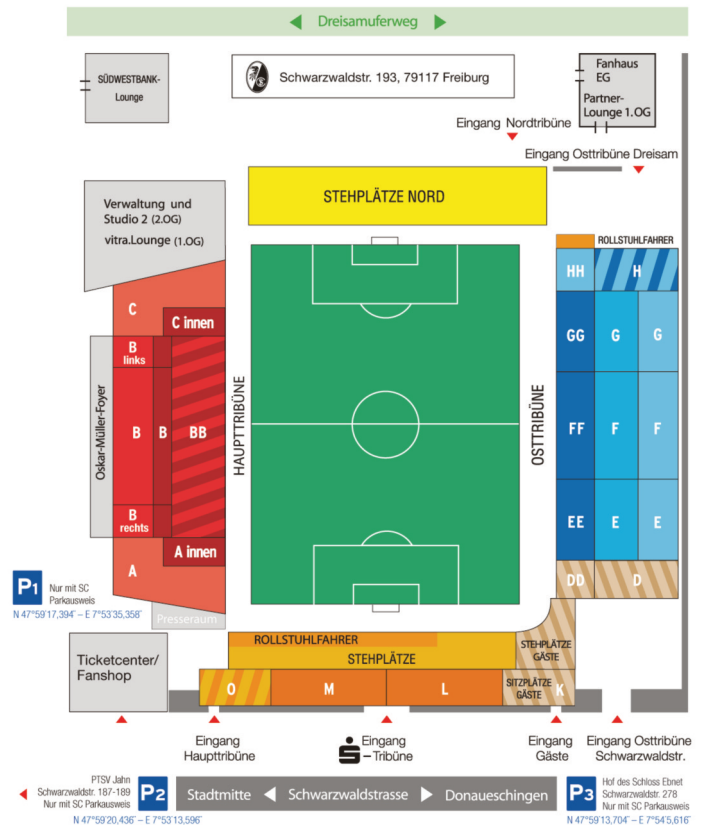 Dreisamuferweg
SÜDWESTBANK-
Lounge
Schwarzwaldstr. 193, 79117 Freiburg
Fanhaus
EG
Partner-
Lounge 1.OG
Eingang Nordtribüne
Eingang Osttribüne Dreisam
Verwaltung und
Studio 2 (2.OG)
vitra.Lounge (1.OG)
STEHPLÄTZE NORD
ROLLSTUHLFAHRER
HH
H
C
C innen
B
links
B
B
BB
B
rechts
A innen
A
Oskar-Müller-Foyer
HAUPTTRIBÜNE
OSTTRIBÜNE
GG
G
G
FF
F
F
EE
E
E
DD
D
P1
Nur mit SC
Parkausweis
N 47°59´17,394˝ – E 7°53´35,358˝
Presseraum
Ticketcenter/
Fanshop
ROLLSTUHLFAHRER
STEHPLÄTZE
STEHPLÄTZE
GÄSTE
O
M
L
SITZPLÄTZE
GÄSTE
K
Eingang
Haupttribüne
Eingang
–Tribüne
Eingang
Gäste
Eingang Osttribüne
Schwarzwaldstr.
PTSV Jahn
Schwarzwaldstr. 187-189
Nur mit SC Parkausweis
P2
N 47°59´20,436˝ – E 7°53´13,596˝
Stadtmitte
Schwarzwaldstrasse
Donaueschingen
P3
Hof des Schloss Ebnet
Schwarzwaldstr. 278
Nur mit SC Parkausweis
N 47°59´13,704˝ – E 7°54´5,616˝